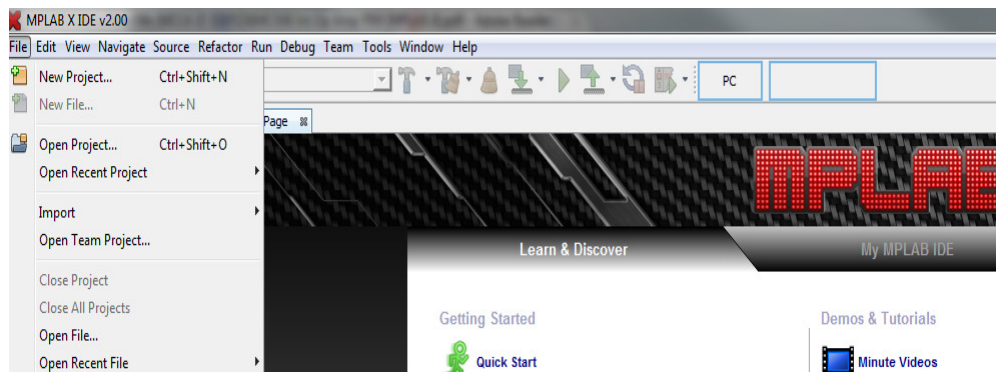 MPLAB X IDE v2.00
File Edit View Navigate Source Refactor Run Debug Team Tools Window Help
New Project... Ctrl+Shift+N
New File... Ctrl+N
Open Project... Ctrl+Shift+O
Open Recent Project
Import
Open Team Project...
Close Project
Close All Projects
Open File...
Open Recent File
PC
Page
MPLAB
Learn & Discover
My MPLAB IDE
Getting Started
Demos & Tutorials
Quick Start
Minute Videos